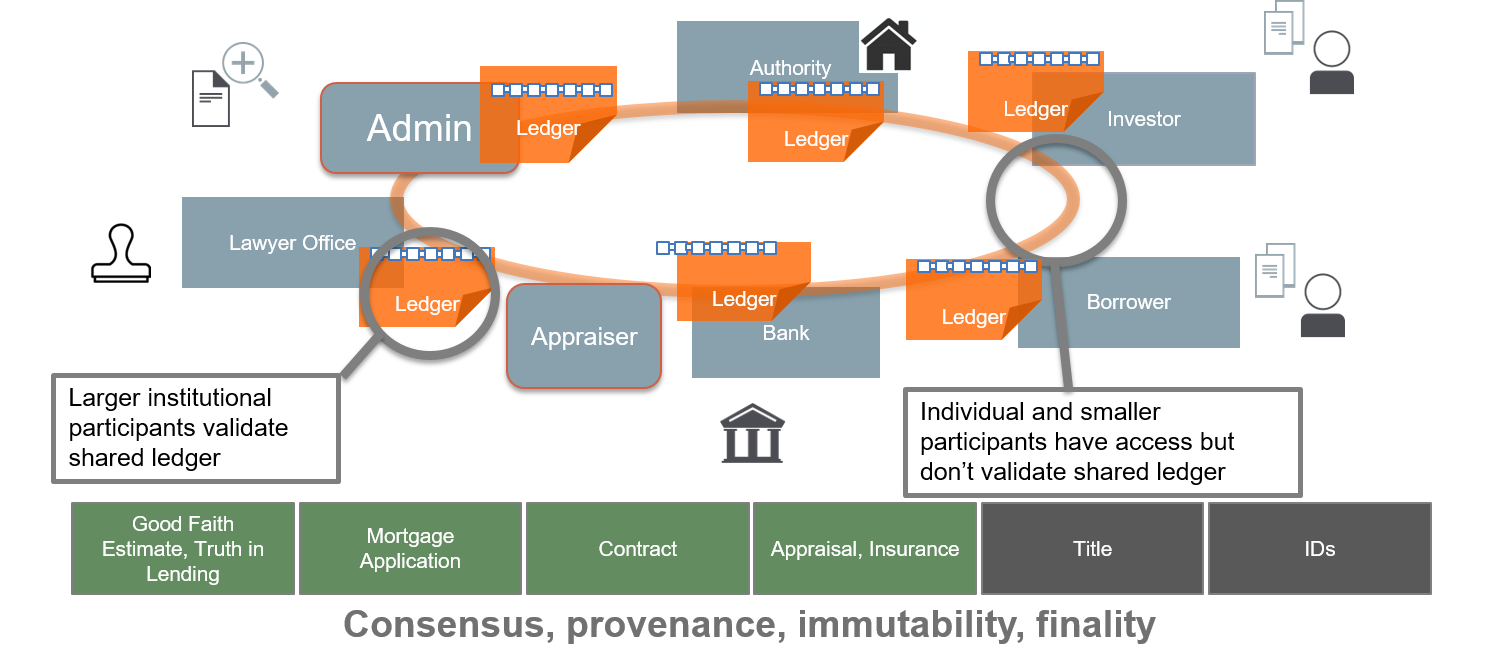 Authority
Ledger
Investor
Admin
Ledger
Ledger
Lawyer Office
Ledger
Ledger
Borrower
Ledger
Appraiser
Bank
Larger institutional
participants validate
shared ledger
Individual and smaller
participants have access but
don’t validate shared ledger
Good Faith
Estimate, Truth in
Lending
Mortgage
Application
Contract
Appraisal, Insurance
Title
IDs
Consensus, provenance, immutability, finality